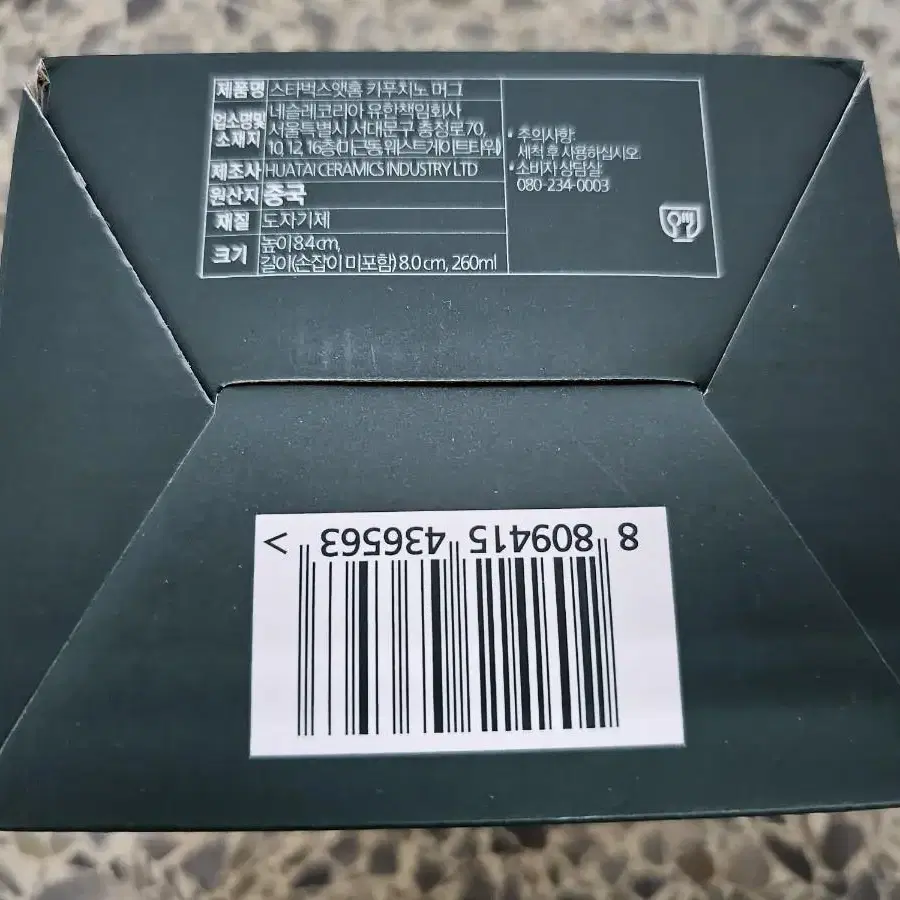 제품명 스타벅스앳홈 카푸치노 머그
업소명및 소재지 네슬레코리아 유한책임회사
서울특별시 서대문구 충정로70,
10, 12, 16층(미근동,웨스트게이트타워)
제조사 HUATAI CERAMICS INDUSTRY LTD
원산지 중국
재질 도자기제
크기 높이 8.4cm,
길이(손잡이 미포함) 8.0cm, 260ml
• 주의사항:
세척 후 사용하십시오.
• 소비자 상담실:
080-234-0003
8 809415 436563 >